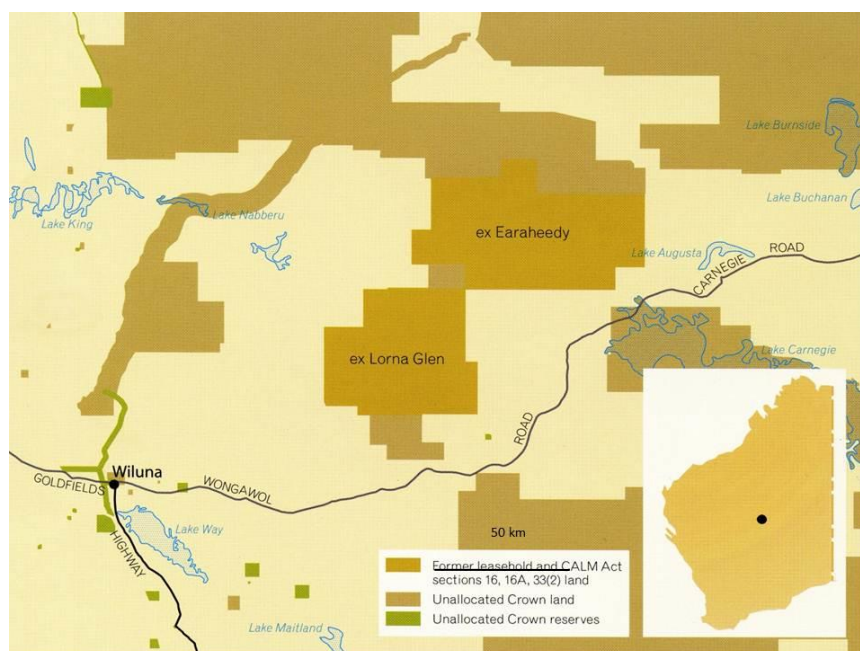 Lake Burnside
Lake Buchanan
Lake King
Lake Nabberu
ex Earaheedy
Lake Augusta
CARNEGIE
ROAD
ex Lorna Glen
Lake Carnegie
ROAD
Wiluna
GOLDFIELDS
WONGAWOL
HIGHWAY
Lake Way
Lake Maitland
50 km
Former leasehold and CALM Act
sections 16, 16A, 33(2) land
Unallocated Crown land
Unallocated Crown reserves